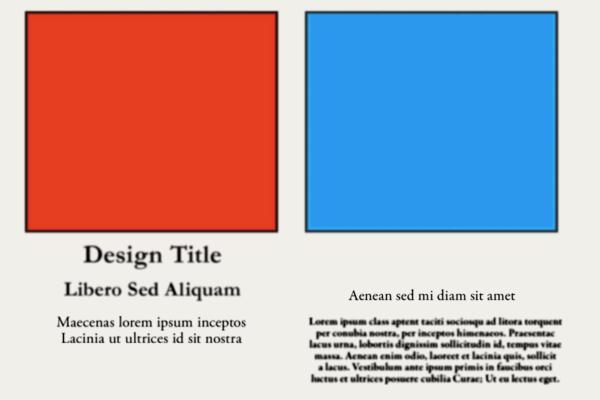 Design Title
Libero Sed Aliquam
Maecenas lorem ipsum inceptos
Lacinia ut ultrices id sit nostra
Aenean sed mi diam sit amet
Lorem ipsum class aptent taciti sociosqu ad litora torquent
per conubia nostra, per inceptos himenaeos. Praesentac
lacus urna, lobortis dignissim sollicitudin id, tempus vitae
massa. Aenean enim odio, laoreet et lacinia quis, sollicit
a lacus. Vestibulum ante ipsum primis in faucibus orci
luctus et ultrices posuere cubilia Curae; Ut eu lectus eget.